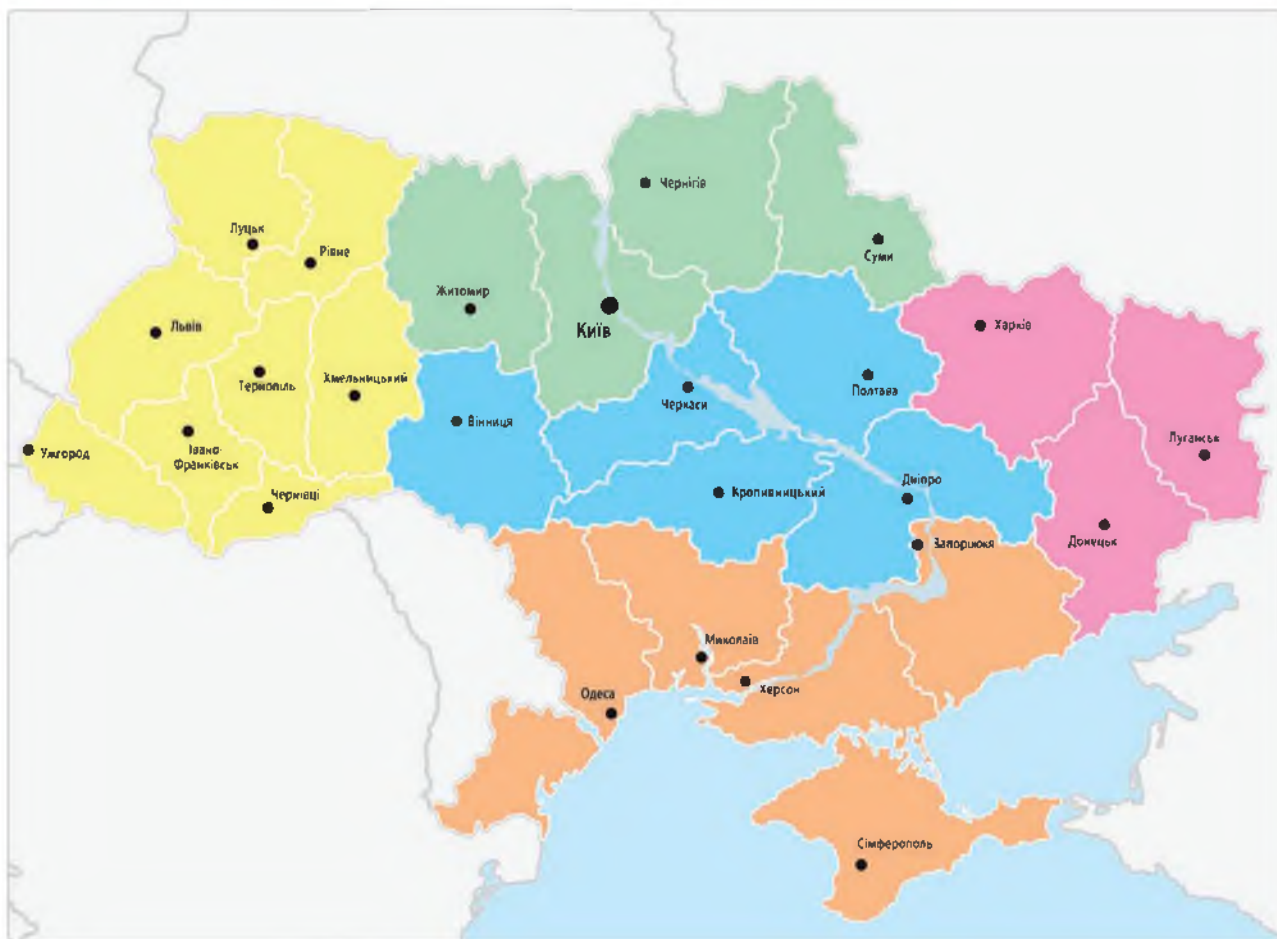 Чернігів
Луцьк
Суми
Рівне
Житомир
Київ
Львів
Харків
Тернопіль
Хмельницький
Черкаси
Полтава
Вінниця
Ужгород
Івано-
Франківськ
Луганськ
Чернівці
Кропивницький
Дніпро
Запоріжжя
Донецьк
Миколаїв
Херсон
Одеса
Сімферополь